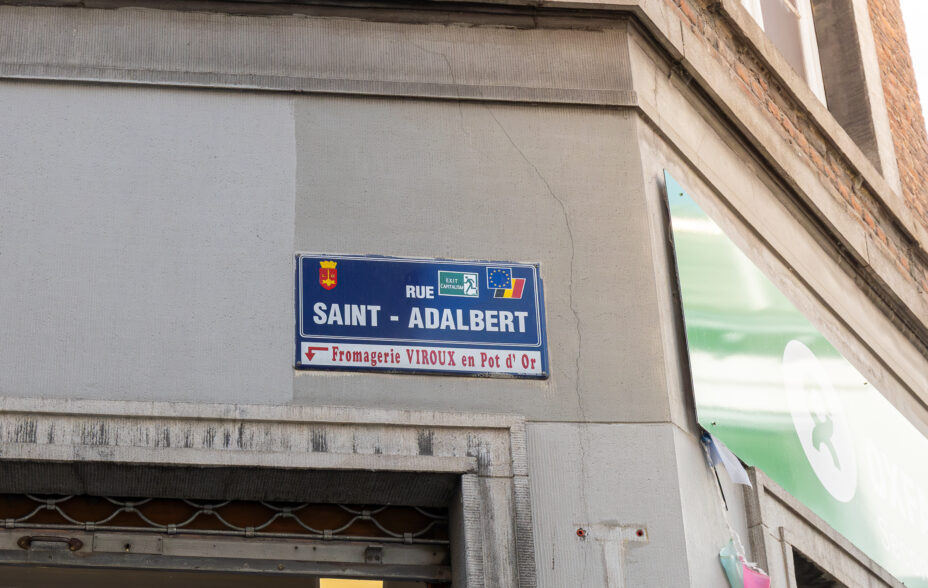 EXIT
CAPITALISM
RUE
SAINT - ADALBERT
Fromagerie VIROUX en Pot d' Or